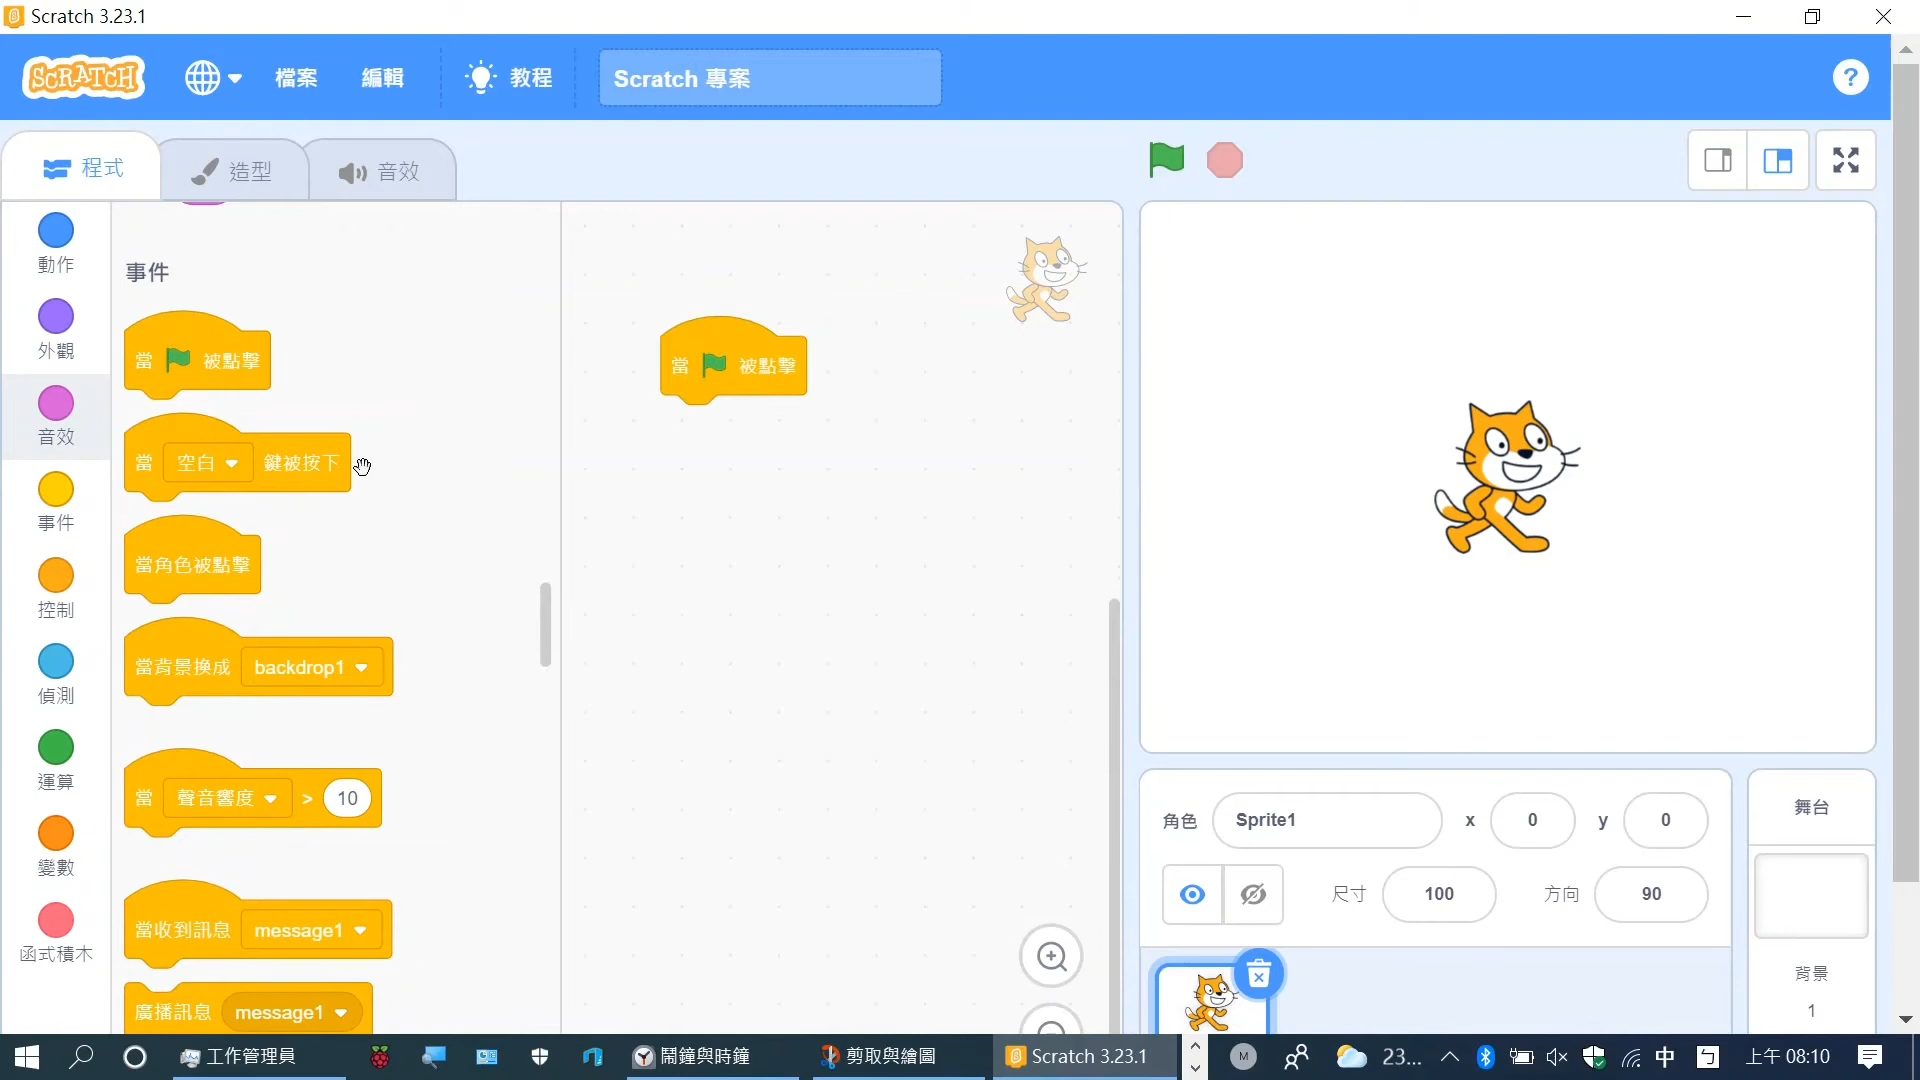 Scratch 3.23.1
SCRATCH
檔案
編輯
教程
Scratch 專案
?
程式
造型
音效
動作
外觀
音效
事件
控制
偵測
運算
變數
函式積木
事件
當 被點擊
當 空白 鍵被按下
當角色被點擊
當背景換成 backdrop1
當 聲音響度 > 10
當收到訊息 message1
廣播訊息 message1
當 被點擊
角色 Sprite1 x 0 y 0
尺寸 100 方向 90
舞台
背景
1
工作管理員
鬧鐘與時鐘
剪取與繪圖
Scratch 3.23.1
M
23...
中
ㄅ
上午 08:10